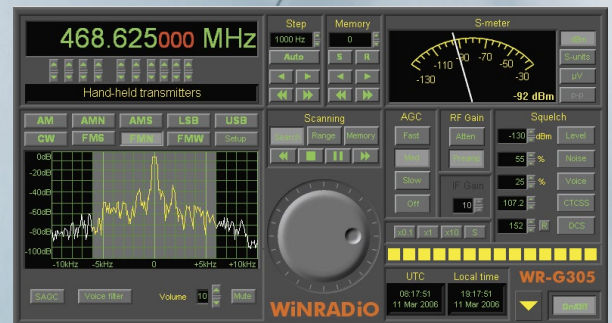 468.625000 MHz
Hand-held transmitters
Step
1000 Hz
Auto
Memory
0
S R
S-meter
-130 -110 -90 -70 -50 -30
-92 dBm
dBm
S-units
µV
AM AMN AMS LSB USB
CW FM6 FMN FMW Setup
0dB
-20dB
-40dB
-60dB
-80dB
-100dB
-10kHz -5kHz 0 +5kHz +10kHz
SAGC Voice filter Volume 10 Mute
Scanning
Search Range Memory
WiNRADiO
AGC
Fast
Med
Slow
Off
RF Gain
Atten
Preamp
IF Gain
10
x0.1 x1 x10 S
Squelch
-130 dBm Level
55 % Noise
25 % Voice
107.2 CTCSS
152 R DCS
UTC
08:17:51
11 Mar 2006
Local time
19:17:51
11 Mar 2006
WR-G305
On/Off